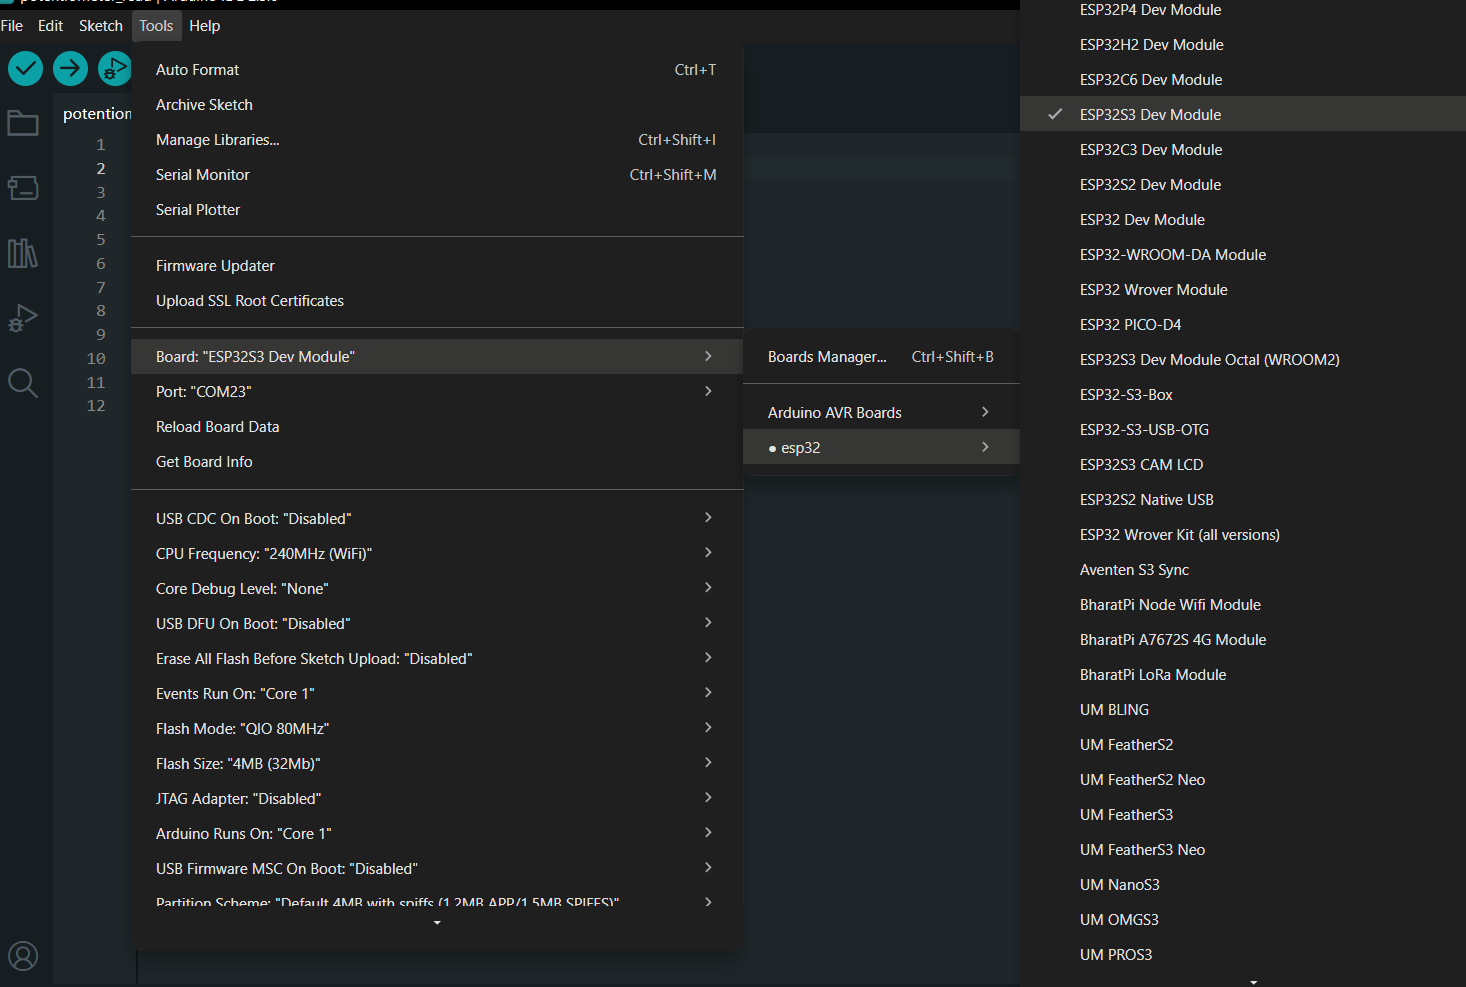 File Edit Sketch Tools Help
potention
1
2
3
4
5
6
7
8
9
10
11
12
Auto Format Ctrl+T
Archive Sketch
Manage Libraries... Ctrl+Shift+I
Serial Monitor Ctrl+Shift+M
Serial Plotter
Firmware Updater
Upload SSL Root Certificates
Board: "ESP32S3 Dev Module"
Port: "COM23"
Reload Board Data
Get Board Info
USB CDC On Boot: "Disabled"
CPU Frequency: "240MHz (WiFi)"
Core Debug Level: "None"
USB DFU On Boot: "Disabled"
Erase All Flash Before Sketch Upload: "Disabled"
Events Run On: "Core 1"
Flash Mode: "QIO 80MHz"
Flash Size: "4MB (32Mb)"
JTAG Adapter: "Disabled"
Arduino Runs On: "Core 1"
USB Firmware MSC On Boot: "Disabled"
Partition Scheme: "Default 4MB with spiffs (1.2MB APP/1.5MB SPIFFS)"
Boards Manager... Ctrl+Shift+B
Arduino AVR Boards
esp32
ESP32P4 Dev Module
ESP32H2 Dev Module
ESP32C6 Dev Module
ESP32S3 Dev Module
ESP32C3 Dev Module
ESP32S2 Dev Module
ESP32 Dev Module
ESP32-WROOM-DA Module
ESP32 Wrover Module
ESP32 PICO-D4
ESP32S3 Dev Module Octal (WROOM2)
ESP32-S3-Box
ESP32-S3-USB-OTG
ESP32S3 CAM LCD
ESP32S2 Native USB
ESP32 Wrover Kit (all versions)
Aventen S3 Sync
BharatPi Node Wifi Module
BharatPi A7672S 4G Module
BharatPi LoRa Module
UM BLING
UM FeatherS2
UM FeatherS2 Neo
UM FeatherS3
UM FeatherS3 Neo
UM NanoS3
UM OMGS3
UM PROS3